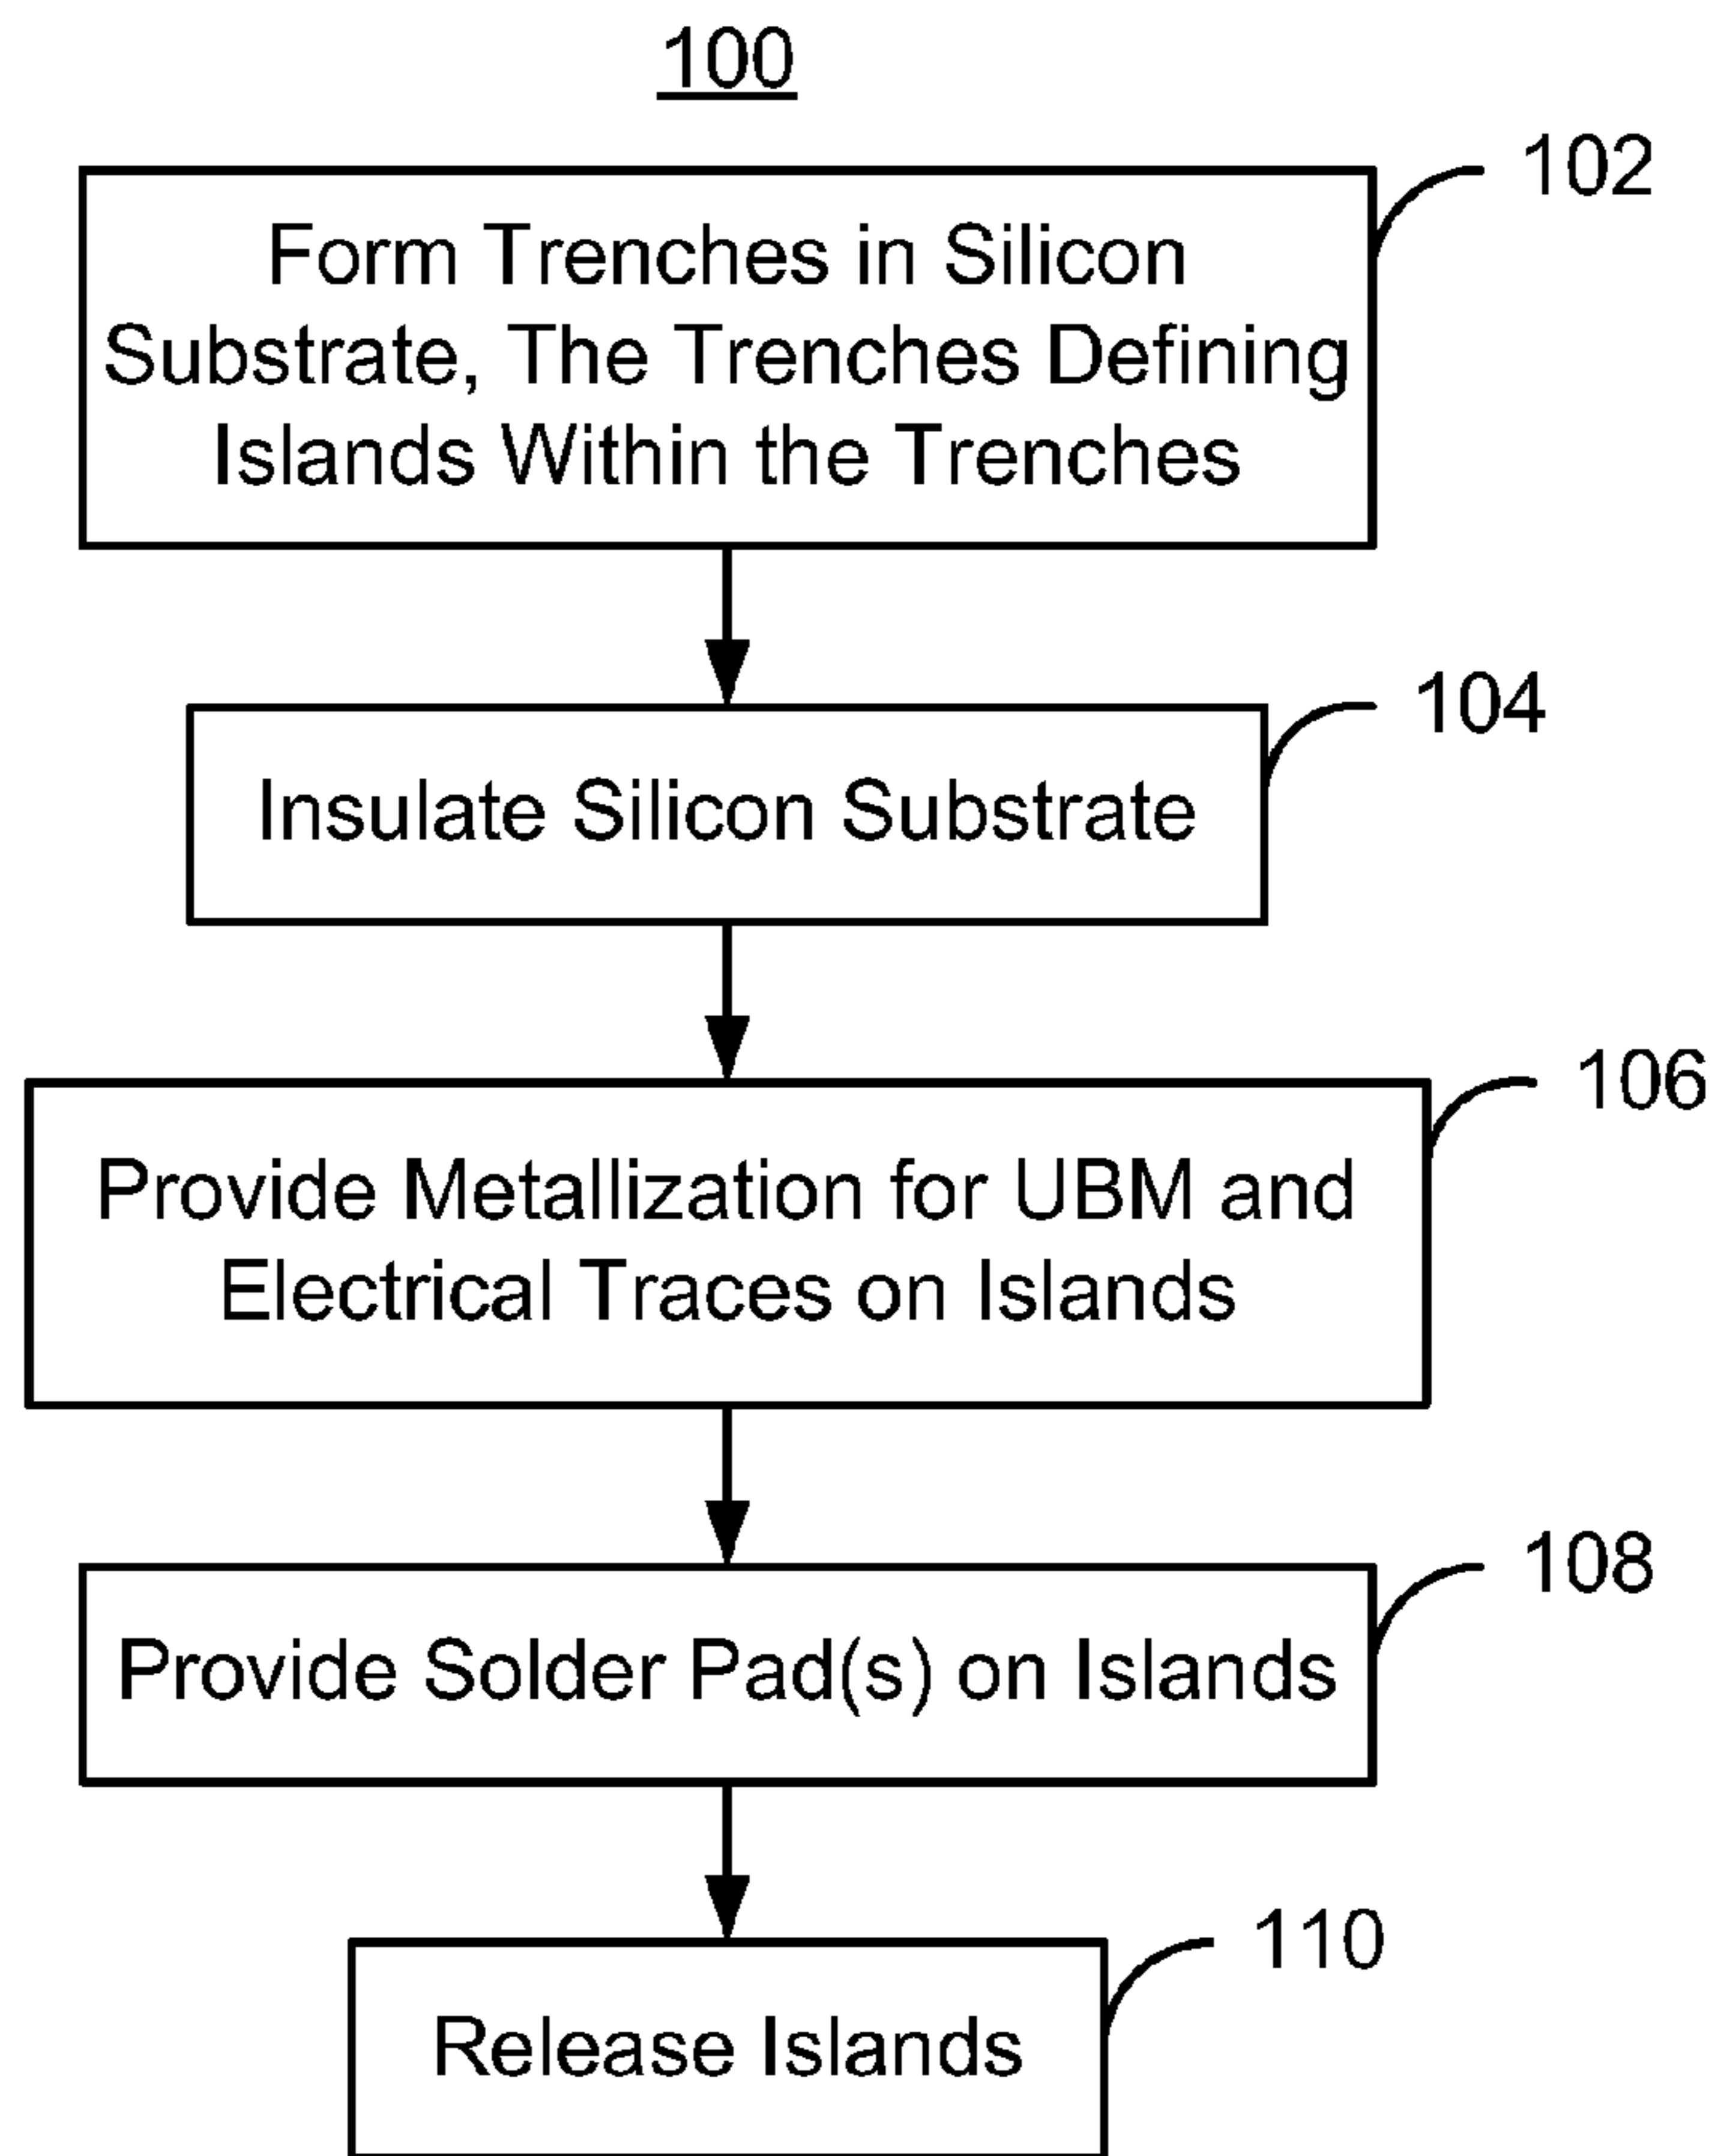 100
102
Form Trenches in Silicon
Substrate, The Trenches Defining
Islands Within the Trenches
104
Insulate Silicon Substrate
106
Provide Metallization for UBM and
Electrical Traces on Islands
108
Provide Solder Pad(s) on Islands
110
Release Islands